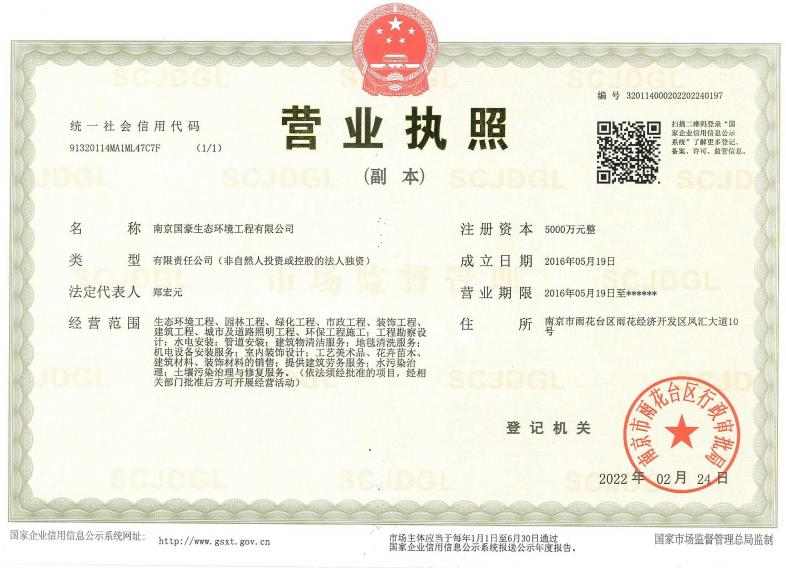 编 号 320114000202202240197
统一社会信用代码
91320114MA1ML47C7F （1/1）
营业执照
（副 本）
扫描二维码登录“国
家企业信用信息公示
系统”了解更多登记、
备案、许可、监管信息。
名 称 南京国豪生态环境工程有限公司
类 型 有限责任公司（非自然人投资或控股的法人独资）
法定代表人 郑宏元
经营范围 生态环境工程、园林工程、绿化工程、市政工程、装饰工程、
建筑工程、城市及道路照明工程、环保工程施工；工程勘察设
计；水电安装；管道安装；建筑物清洁服务；地毯清洗服务；
机电设备安装服务；室内装饰设计；工艺美术品、花卉苗木、
建筑材料、装饰材料的销售；提供建筑劳务服务；水污染治
理；土壤污染治理与修复服务。（依法须经批准的项目，经相
关部门批准后方可开展经营活动）
注册资本 5000万元整
成立日期 2016年05月19日
营业期限 2016年05月19日至******
住 所 南京市雨花台区雨花经济开发区凤汇大道10
号
登记机关
南京市雨花台区行政审批局
2022 年 02 月 24 日
国家企业信用信息公示系统网址： http://www.gsxt.gov.cn
市场主体应当于每年1月1日至6月30日通过
国家企业信用信息公示系统报送公示年度报告。
国家市场监督管理总局监制
SCJDGL
市场监督管理